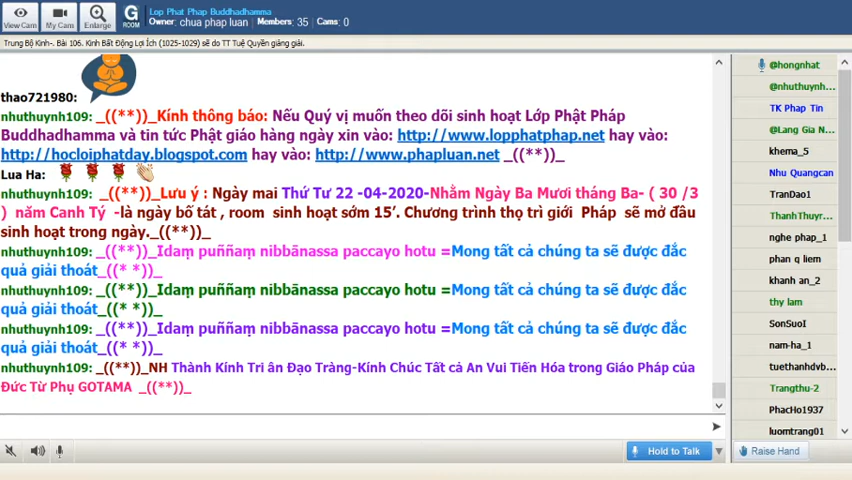 View Cam
My Cam
Enlarge
G
ROOM
Lop Phat Phap Buddhadhamma
Owner: chua phap luan Members: 35 Cams: 0
Trung Bộ Kinh-. Bài 106. Kinh Bất Động Lợi Ích (1025-1029) sẽ do TT Tuệ Quyền giảng giải.
thao721980:
nhuthuynh109: _((**))_Kính thông báo: Nếu Quý vị muốn theo dõi sinh hoạt Lớp Phật Pháp
Buddhadhamma và tin tức Phật giáo hàng ngày xin vào: http://www.lopphatphap.net hay vào:
http://hocloiphatday.blogspot.com hay vào: http://www.phapluan.net _((**))_
Lua Ha:
nhuthuynh109: _((**))_Lưu ý : Ngày mai Thứ Tư 22 -04-2020-Nhằm Ngày Ba Mươi tháng Ba- ( 30 /3
) năm Canh Tý -là ngày bố tát , room sinh hoạt sớm 15’. Chương trình thọ trì giới Pháp sẽ mở đầu
sinh hoạt trong ngày._((**))_
nhuthuynh109: _((**))_Idaṃ puññaṃ nibbānassa paccayo hotu =Mong tất cả chúng ta sẽ được đắc
quả giải thoát_((* *))_
nhuthuynh109: _((**))_Idaṃ puññaṃ nibbānassa paccayo hotu =Mong tất cả chúng ta sẽ được đắc
quả giải thoát_((* *))_
nhuthuynh109: _((**))_Idaṃ puññaṃ nibbānassa paccayo hotu =Mong tất cả chúng ta sẽ được đắc
quả giải thoát_((* *))_
nhuthuynh109: _((**))_NH Thành Kính Tri ân Đạo Tràng-Kính Chúc Tất cả An Vui Tiến Hóa trong Giáo Pháp của
Đức Từ Phụ GOTAMA _((**))_
Hold to Talk
@hongnhat
@nhuthuynh...
TK Phap Tin
@Lang Gia N...
khema_5
Nhu Quangcan
TranDao1
ThanhThuyr...
nghe phap_1
phan q liem
khanh an_2
thy lam
SonSuoI
nam-ha_1
tuethanhdvb...
Trangthu-2
PhacHo1937
luomtrang01
Raise Hand